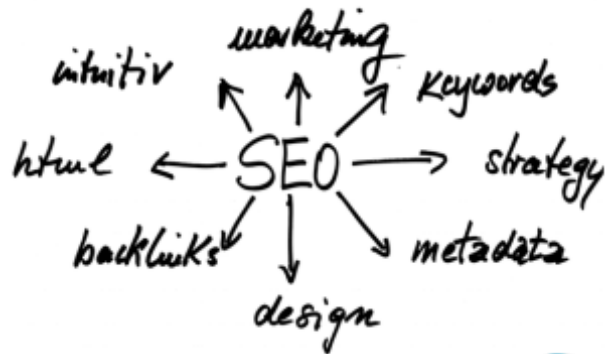 marketing
intuitiv
keywords
html
SEO
strategy
backlinks
metadata
design